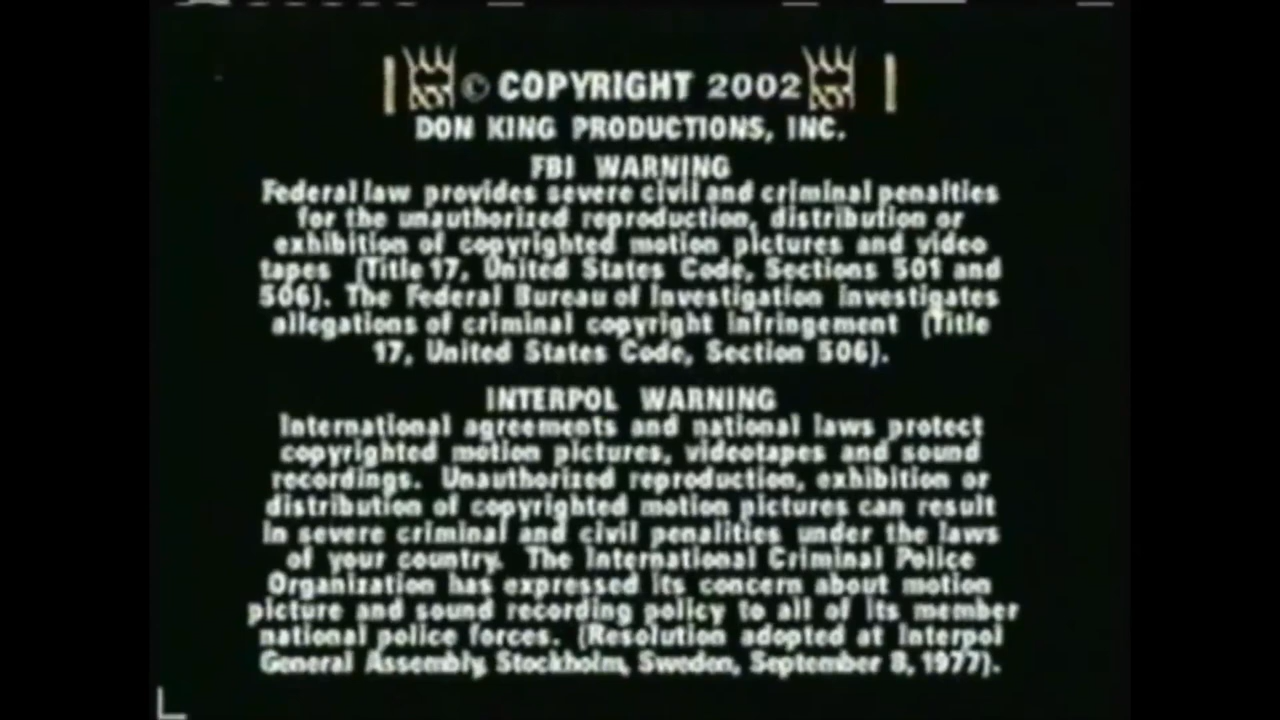 © COPYRIGHT 2002
DON KING PRODUCTIONS, INC.
FBI WARNING
Federal law provides severe civil and criminal penalties
for the unauthorized reproduction, distribution or
exhibition of copyrighted motion pictures and video
tapes (Title 17, United States Code, Sections 501 and
506). The Federal Bureau of Investigation investigates
allegations of criminal copyright infringement (Title
17, United States Code, Section 506).
INTERPOL WARNING
International agreements and national laws protect
copyrighted motion pictures, videotapes and sound
recordings. Unauthorized reproduction, exhibition or
distribution of copyrighted motion pictures can result
in severe criminal and civil penalities under the laws
of your country. The International Criminal Police
Organization has expressed its concern about motion
picture and sound recording policy to all of its member
national police forces. (Resolution adopted at Interpol
General Assembly, Stockholm, Sweden, September 8, 1977).